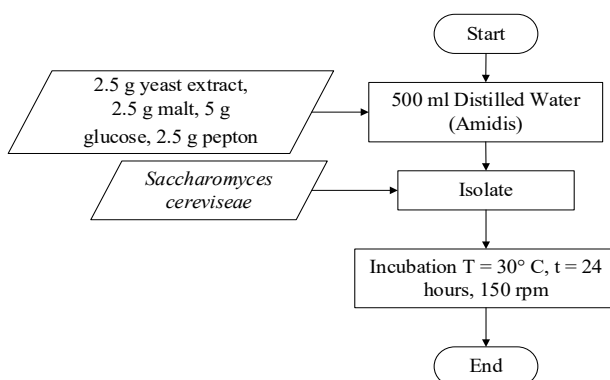 Start
2.5 g yeast extract,
2.5 g malt, 5 g
glucose, 2.5 g pepton
500 ml Distilled Water
(Amidis)
Saccharomyces
cereviseae
Isolate
Incubation T = 30° C, t = 24
hours, 150 rpm
End